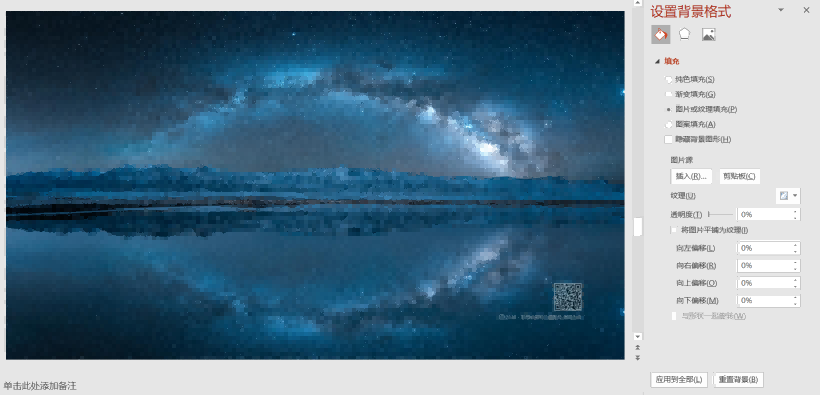 设置背景格式
填充
纯色填充(S)
渐变填充(G)
图片或纹理填充(P)
图案填充(A)
隐藏背景图形(H)
图片源
插入(R)... 剪贴板(C)
纹理(U)
透明度(T) 0%
将图片平铺为纹理(I)
向左偏移(L) 0%
向右偏移(R) 0%
向上偏移(O) 0%
向下偏移(M) 0%
与形状一起旋转(W)
应用到全部(L) 重置背景(B)
单击此处添加备注